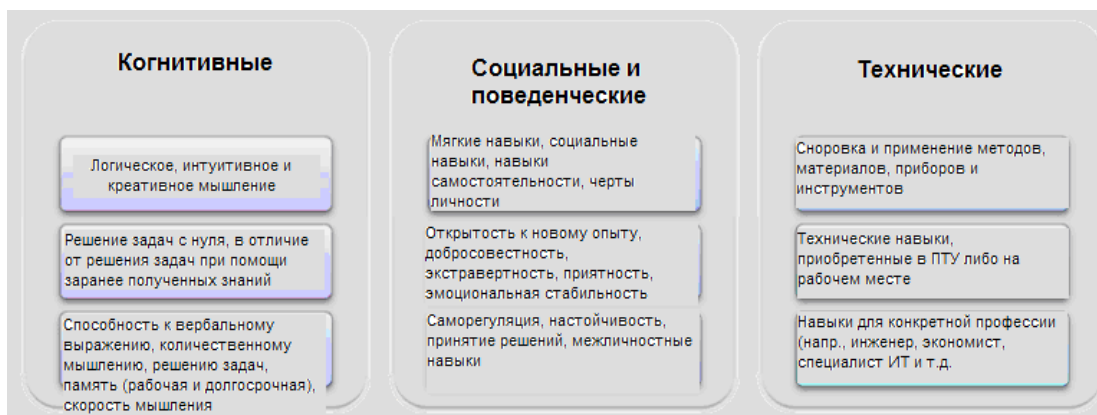 Когнитивные
Логическое, интуитивное и
креативное мышление
Решение задач с нуля, в отличие
от решения задач при помощи
заранее полученных знаний
Способность к вербальному
выражению, количественному
мышлению, решению задач,
память (рабочая и долгосрочная),
скорость мышления
Социальные и
поведенческие
Мягкие навыки, социальные
навыки, навыки
самостоятельности, черты
личности
Открытость к новому опыту,
добросовестность,
экстравертность, приятность,
эмоциональная стабильность
Саморегуляция, настойчивость,
принятие решений, межличностные
навыки
Технические
Сноровка и применение методов,
материалов, приборов и
инструментов
Технические навыки,
приобретенные в ПТУ либо на
рабочем месте
Навыки для конкретной профессии
(напр., инженер, экономист,
специалист ИТ и т.д.